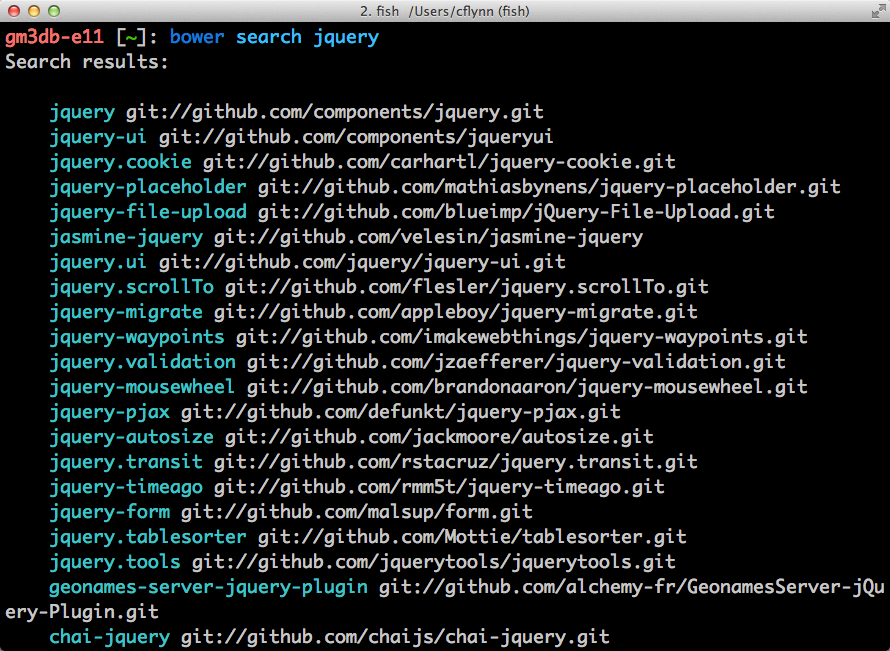 2. fish /Users/cflynn (fish)
gm3db-e11 [~]: bower search jquery
Search results:
jquery git://github.com/components/jquery.git
jquery-ui git://github.com/components/jqueryui
jquery.cookie git://github.com/carhartl/jquery-cookie.git
jquery-placeholder git://github.com/mathiasbynens/jquery-placeholder.git
jquery-file-upload git://github.com/blueimp/jQuery-File-Upload.git
jasmine-jquery git://github.com/velesin/jasmine-jquery
jquery.ui git://github.com/jquery/jquery-ui.git
jquery.scrollTo git://github.com/flesler/jquery.scrollTo.git
jquery-migrate git://github.com/appleboy/jquery-migrate.git
jquery-waypoints git://github.com/imakewebthings/jquery-waypoints.git
jquery.validation git://github.com/jzaefferer/jquery-validation.git
jquery-mousewheel git://github.com/brandonaaron/jquery-mousewheel.git
jquery-pjax git://github.com/defunkt/jquery-pjax.git
jquery-autosize git://github.com/jackmoore/autosize.git
jquery.transit git://github.com/rstacruz/jquery.transit.git
jquery-timeago git://github.com/rmm5t/jquery-timeago.git
jquery-form git://github.com/malsup/form.git
jquery.tablesorter git://github.com/Mottie/tablesorter.git
jquery.tools git://github.com/jquerytools/jquerytools.git
geonames-server-jquery-plugin git://github.com/alchemy-fr/GeonamesServer-jQu
ery-Plugin.git
chai-jquery git://github.com/chaijs/chai-jquery.git